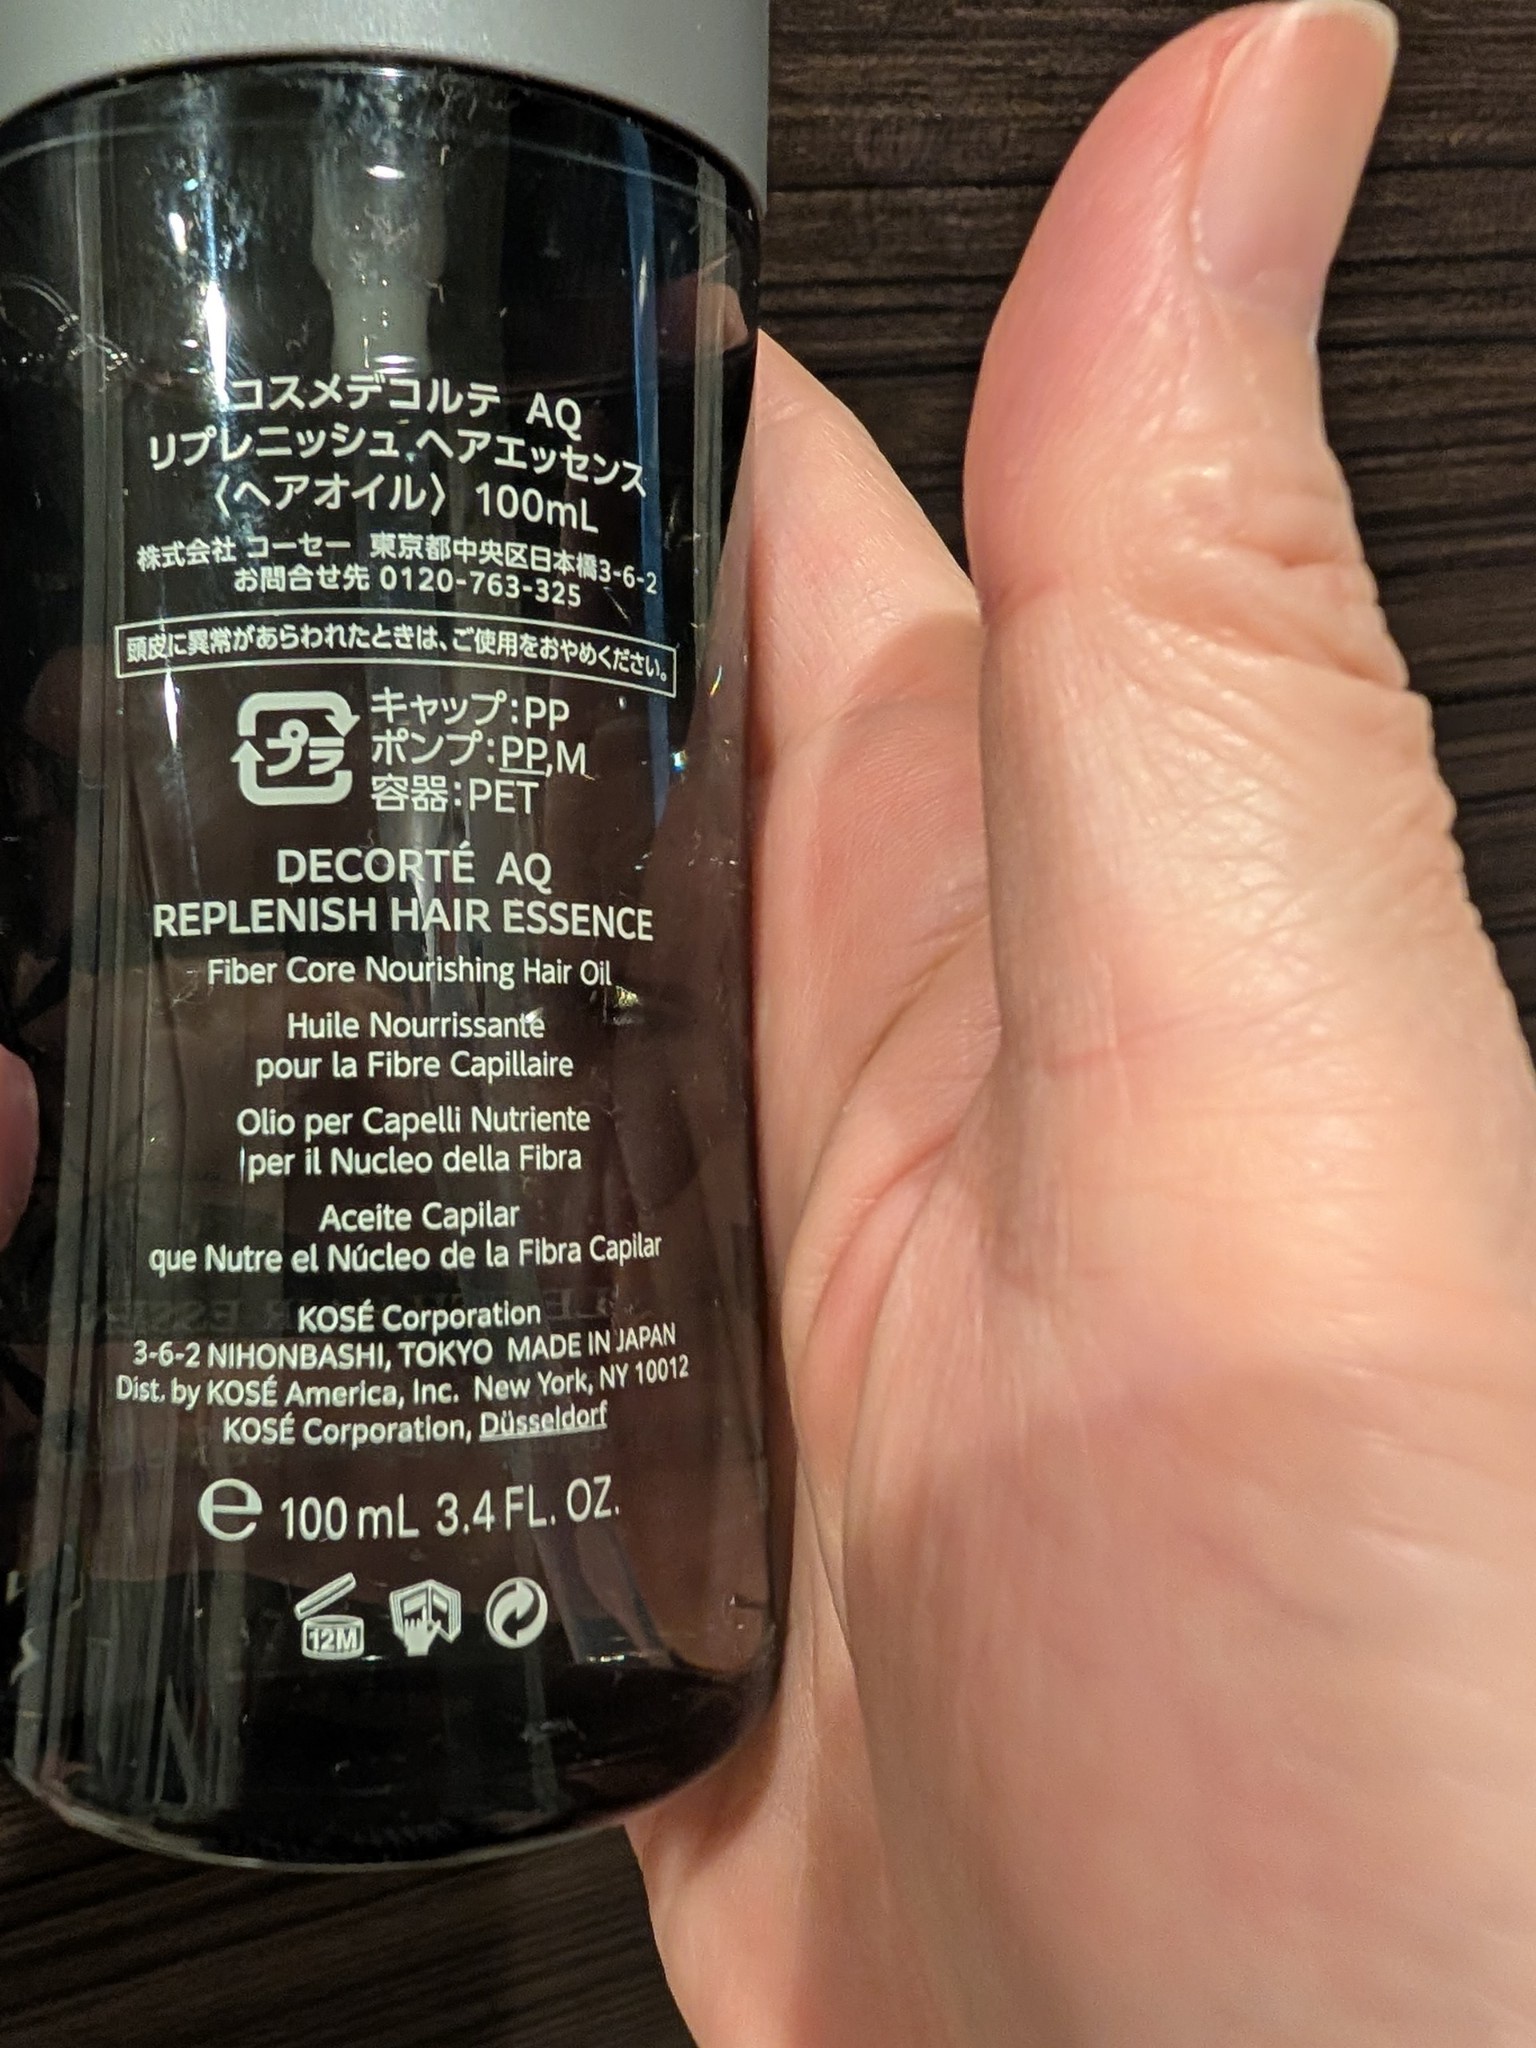 コスメデコルテ AQ
リプレニッシュ ヘアエッセンス
〈ヘアオイル〉 100mL
株式会社 コーセー 東京都中央区日本橋3-6-2
お問合せ先 0120-763-325
頭皮に異常があらわれたときは、ご使用をおやめください。
プラ
キャップ:PP
ポンプ:PP,M
容器:PET
DECORTÉ AQ
REPLENISH HAIR ESSENCE
Fiber Core Nourishing Hair Oil
Huile Nourrissante
pour la Fibre Capillaire
Olio per Capelli Nutriente
per il Nucleo della Fibra
Aceite Capilar
que Nutre el Núcleo de la Fibra Capilar
KOSÉ Corporation
3-6-2 NIHONBASHI, TOKYO MADE IN JAPAN
Dist. by KOSÉ America, Inc. New York, NY 10012
KOSÉ Corporation, Düsseldorf
e 100 mL 3.4 FL. OZ.
12M